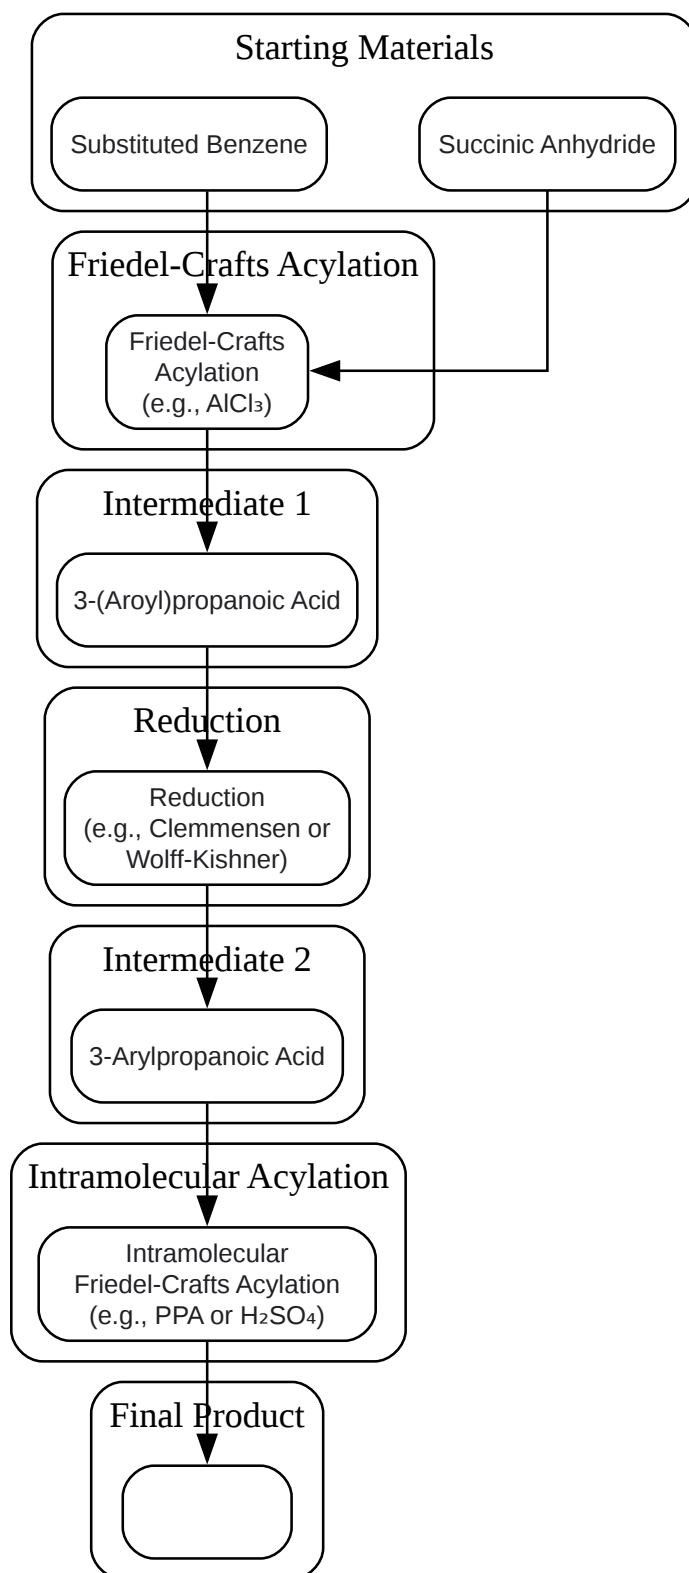 Starting Materials
Substituted Benzene
Succinic Anhydride
Friedel-Crafts Acylation
Friedel-Crafts
Acylation
(e.g., AlCl₃)
Intermediate 1
3-(Aroyl)propanoic Acid
Reduction
Reduction
(e.g., Clemmensen or
Wolff-Kishner)
Intermediate 2
3-Arylpropanoic Acid
Intramolecular Acylation
Intramolecular
Friedel-Crafts Acylation
(e.g., PPA or H₂SO₄)
Final Product